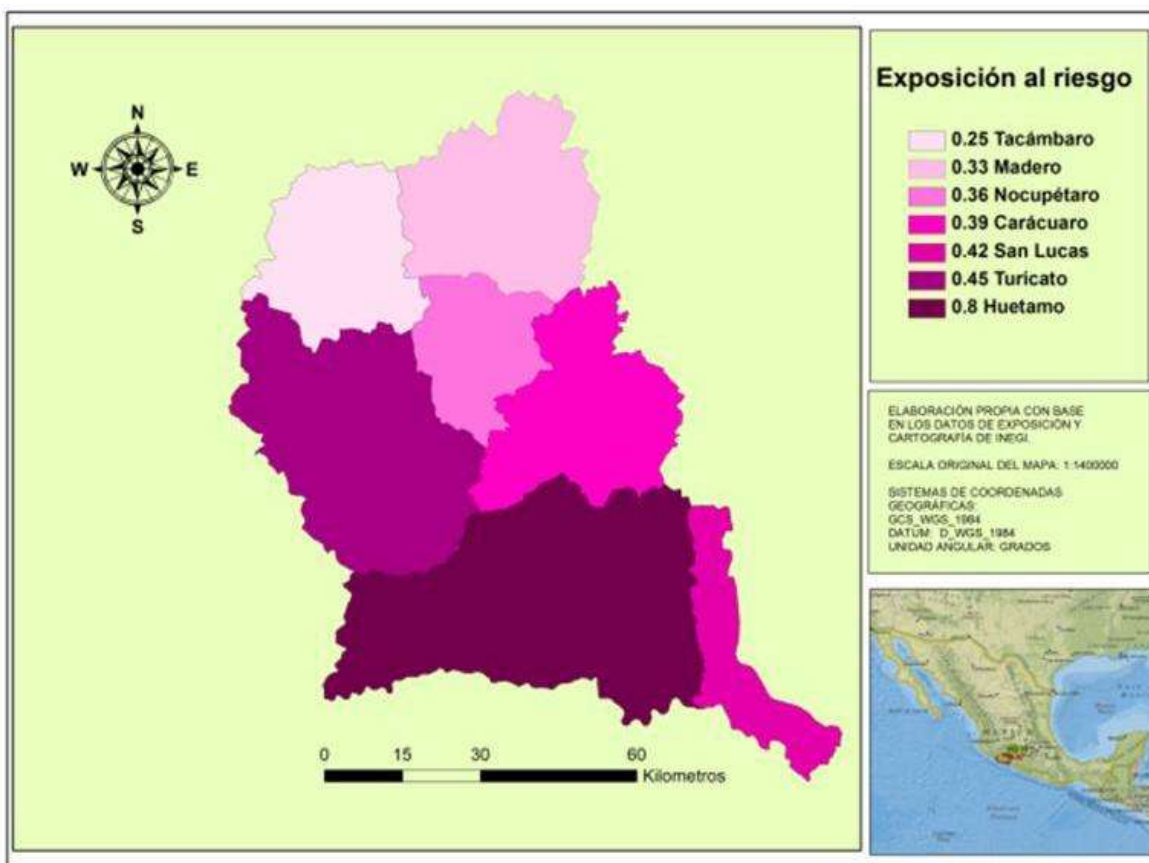 N
W E
S
0 15 30 60
Kilometros
Exposición al riesgo
0.25 Tacámbaro
0.33 Madero
0.36 Nocupétaro
0.39 Carácuaro
0.42 San Lucas
0.45 Turicato
0.8 Huetamo
ELABORACIÓN PROPIA CON BASE
EN LOS DATOS DE EXPOSICIÓN Y
CARTOGRAFÍA DE INEGI.
ESCALA ORIGINAL DEL MAPA: 1:1400000
SISTEMAS DE COORDENADAS
GEOGRÁFICAS:
GCS_WGS_1984
DATUM: D_WGS_1984
UNIDAD ANGULAR: GRADOS